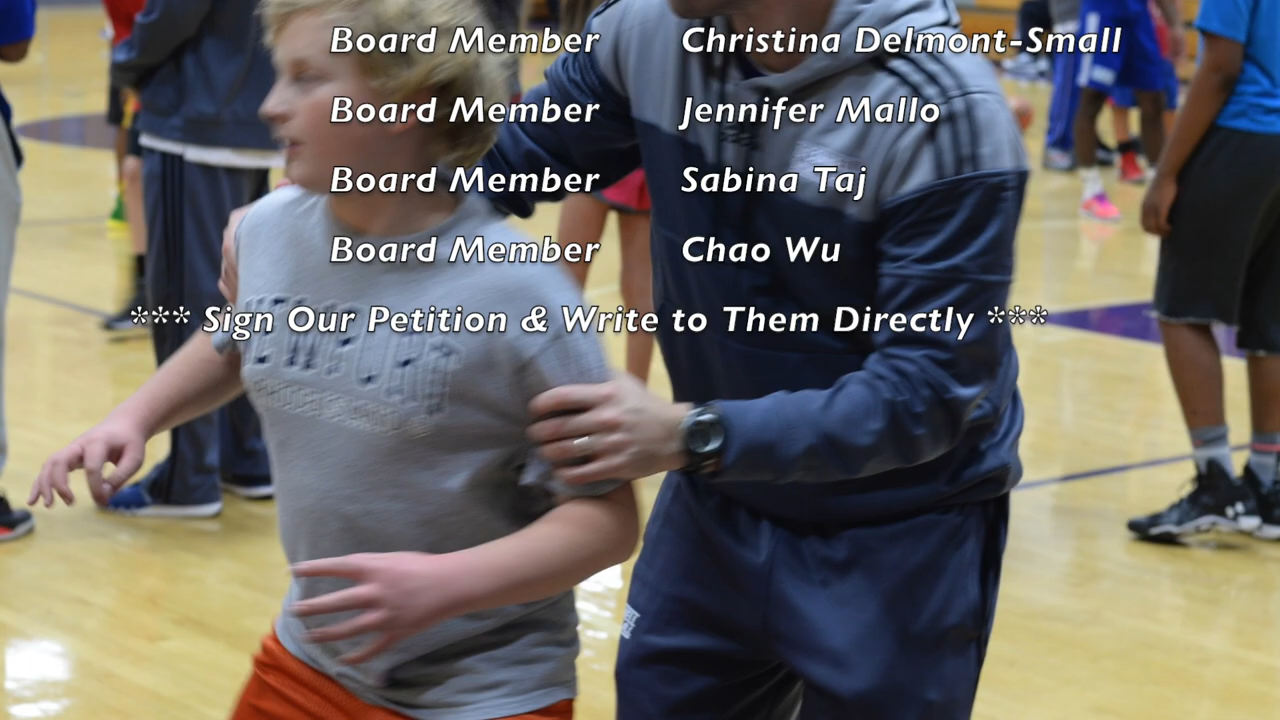 Board Member Christina Delmont-Small
Board Member Jennifer Mallo
Board Member Sabina Taj
Board Member Chao Wu
*** Sign Our Petition & Write to Them Directly ***